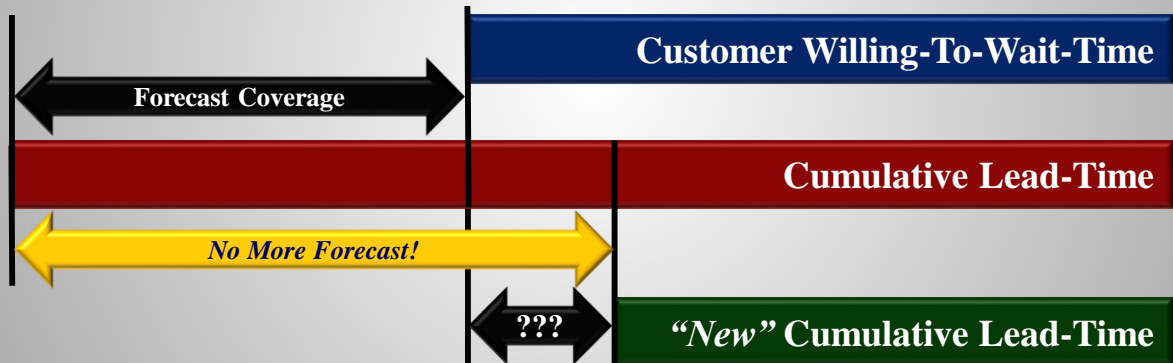 Customer Willing-To-Wait-Time
Forecast Coverage
Cumulative Lead-Time
No More Forecast!
???
“New” Cumulative Lead-Time